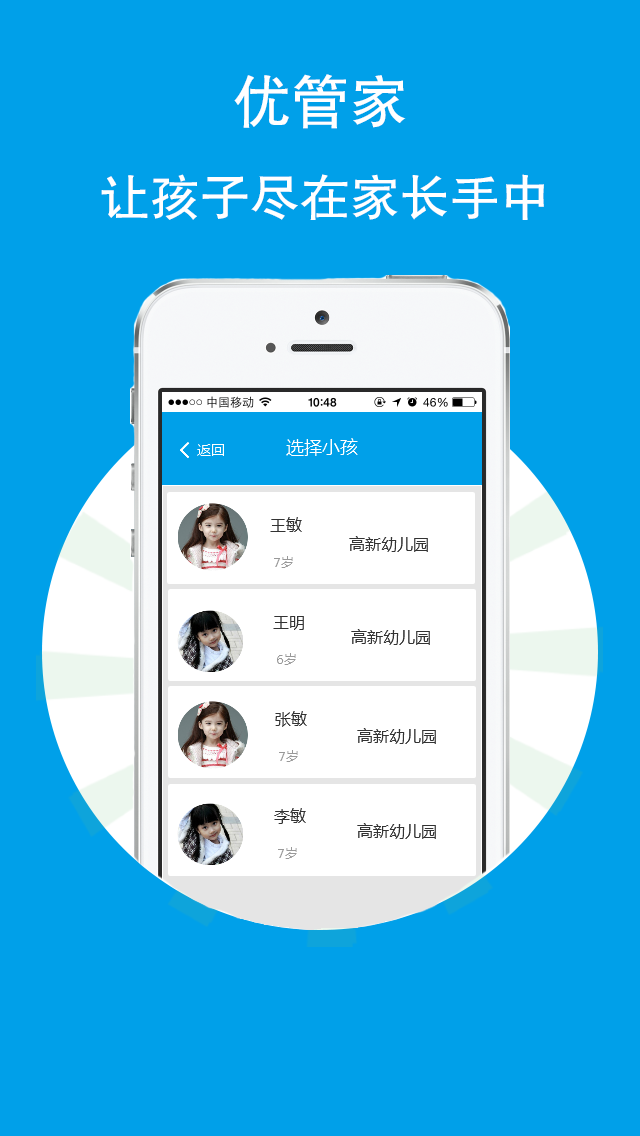 优管家
让孩子尽在家长手中
中国移动 10:48 46%
返回 选择小孩
王敏
高新幼儿园
7岁
王明
高新幼儿园
6岁
张敏
高新幼儿园
7岁
李敏
高新幼儿园
7岁